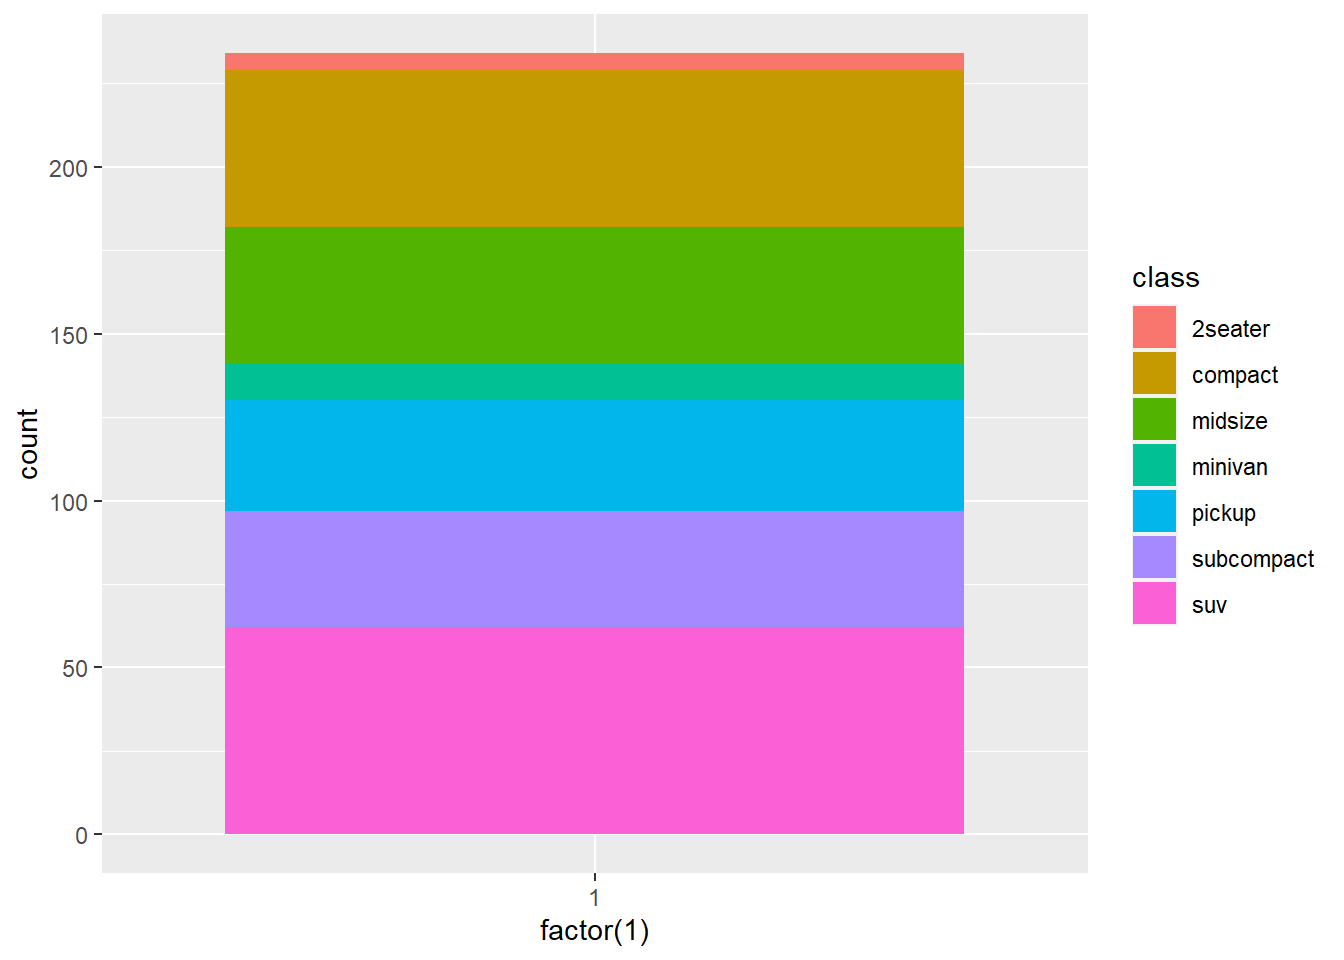 count
200
150
100
50
0
1
factor(1)
class
2seater
compact
midsize
minivan
pickup
subcompact
suv